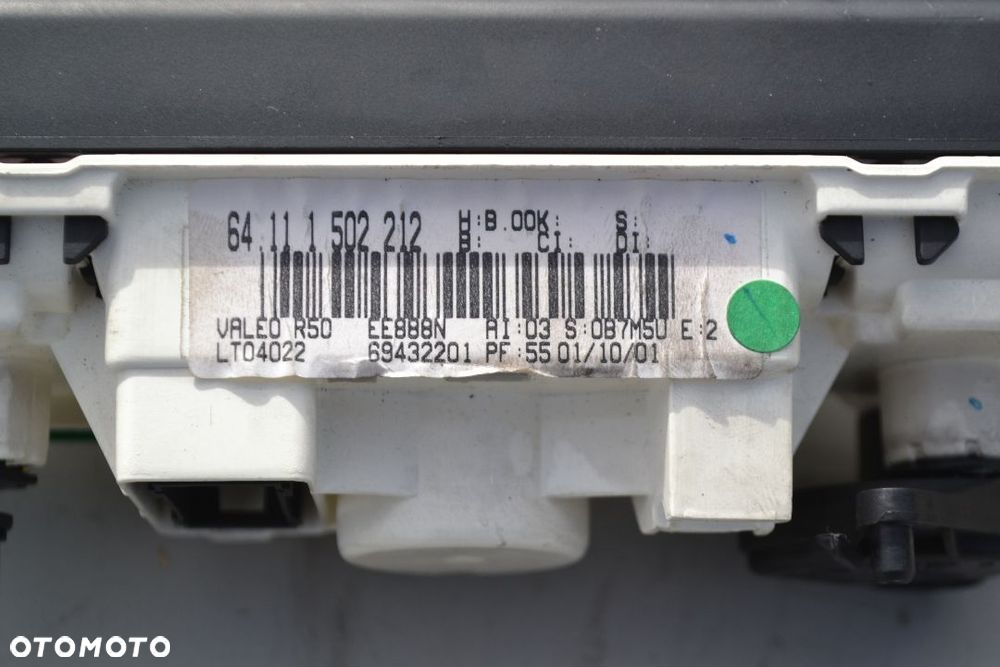 64.11 1 502 212 H:B.00K: S:
B: CI: DI:
VALEO R50 EE888N AI:03 S:0B7M5U E:2
LT04022 69432201 PF:55 01/10/01
OTOMOTO